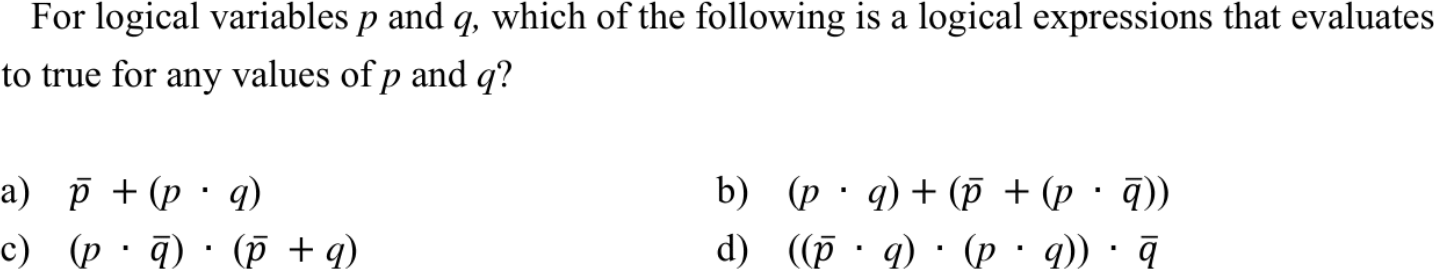 For logical variables p and q, which of the following is a logical expressions that evaluates
to true for any values of p and q?
a) p̄ + (p · q) b) (p · q) + (p̄ + (p · q̄))
c) (p · q̄) · (p̄ + q) d) ((p̄ · q) · (p · q)) · q̄